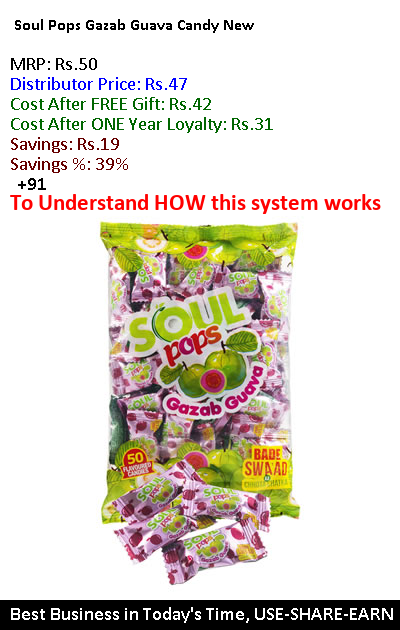 Soul Pops Gazab Guava Candy New
MRP: Rs.50
Distributor Price: Rs.47
Cost After FREE Gift: Rs.42
Cost After ONE Year Loyalty: Rs.31
Savings: Rs.19
Savings %: 39%
+91
To Understand HOW this system works
SOUL
pops
Gazab Guava
50
FLAVOURED
CANDIES
BADE
SWAAD
Best Business in Today's Time, USE-SHARE-EARN